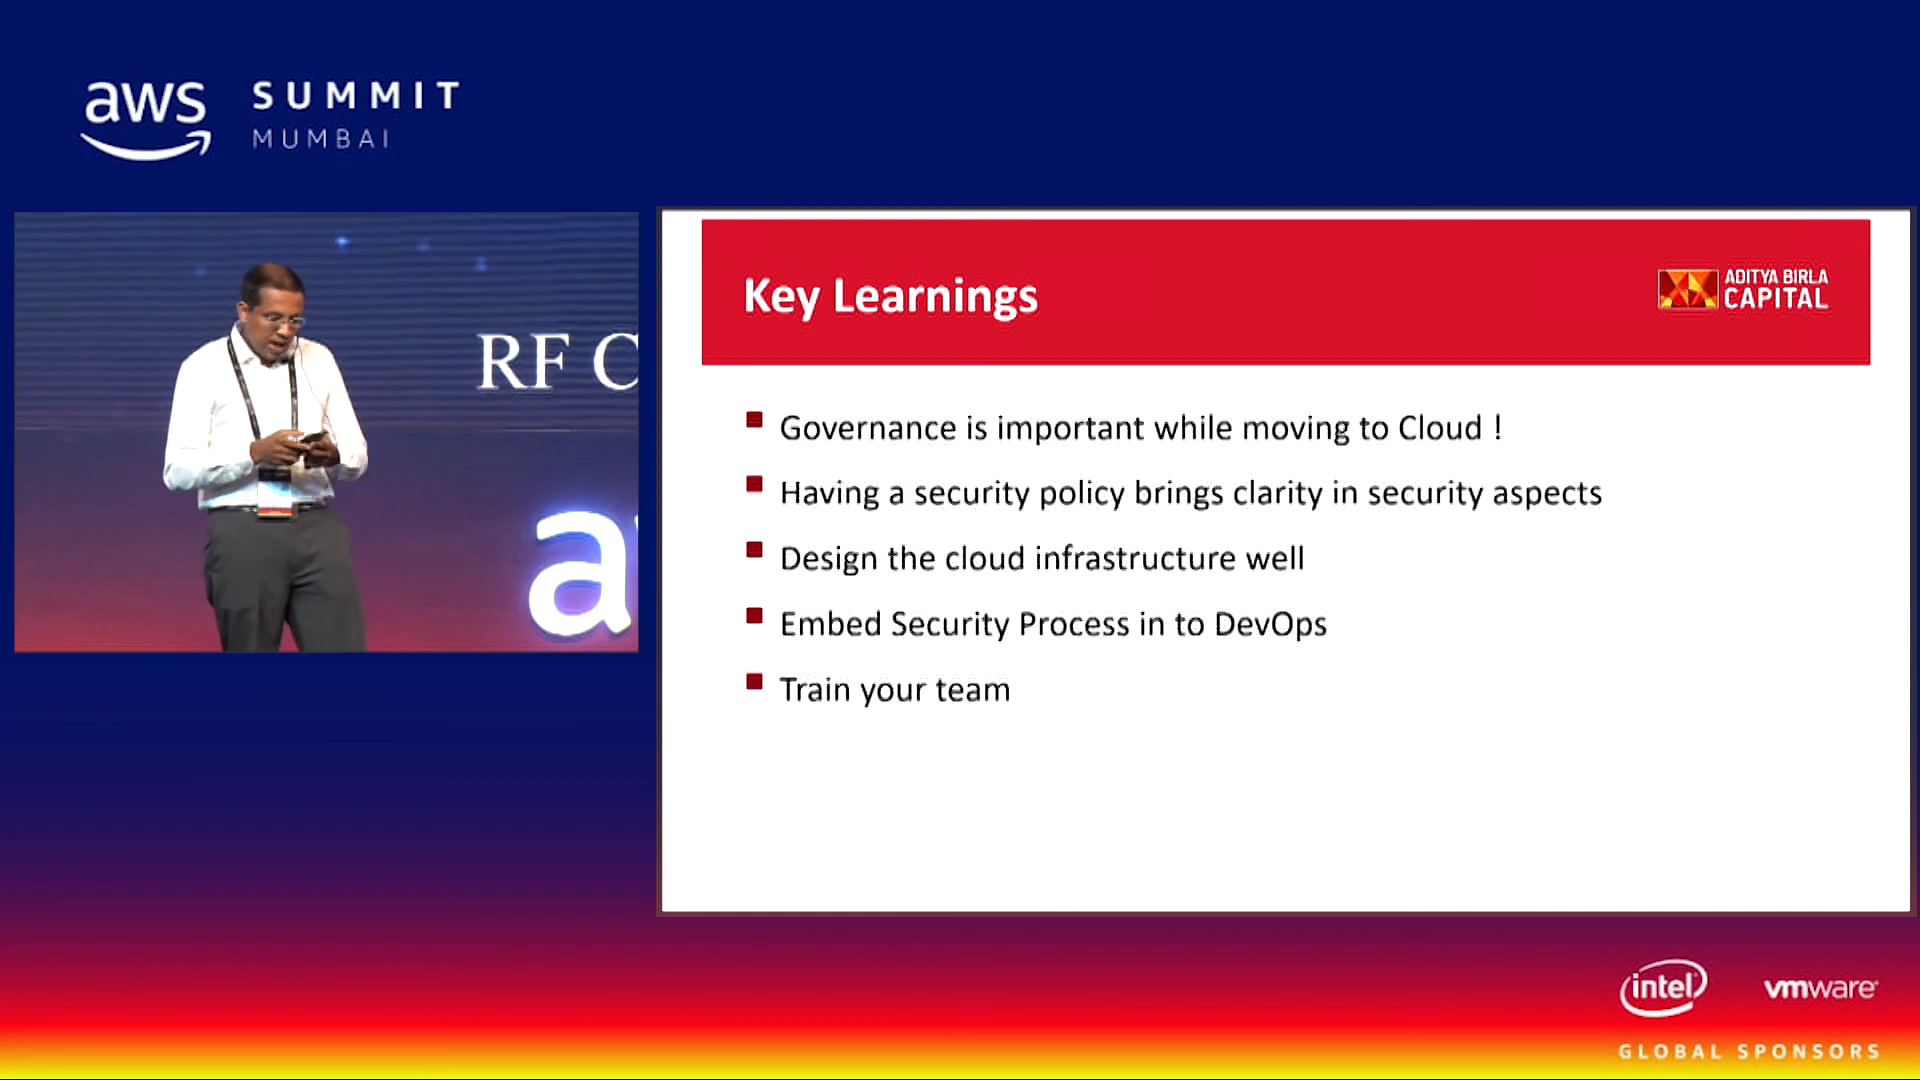 aws SUMMIT
MUMBAI
RF C
a
Key Learnings
ADITYA BIRLA
CAPITAL
Governance is important while moving to Cloud !
Having a security policy brings clarity in security aspects
Design the cloud infrastructure well
Embed Security Process in to DevOps
Train your team
intel
vmware
GLOBAL SPONSORS